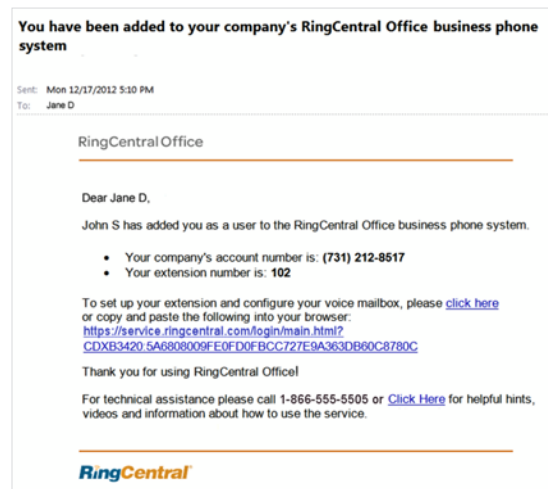 You have been added to your company's RingCentral Office business phone
system
Sent: Mon 12/17/2012 5:10 PM
To: Jane D
RingCentral Office
Dear Jane D,
John S has added you as a user to the RingCentral Office business phone system.
• Your company's account number is: (731) 212-8517
• Your extension number is: 102
To set up your extension and configure your voice mailbox, please click here
or copy and paste the following into your browser:
https://service.ringcentral.com/login/main.html?
CDXB3420:5A6808009FE0FD0FBCC727E9A363DB60C8780C
Thank you for using RingCentral Office!
For technical assistance please call 1-866-555-5505 or Click Here for helpful hints,
videos and information about how to use the service.
RingCentral